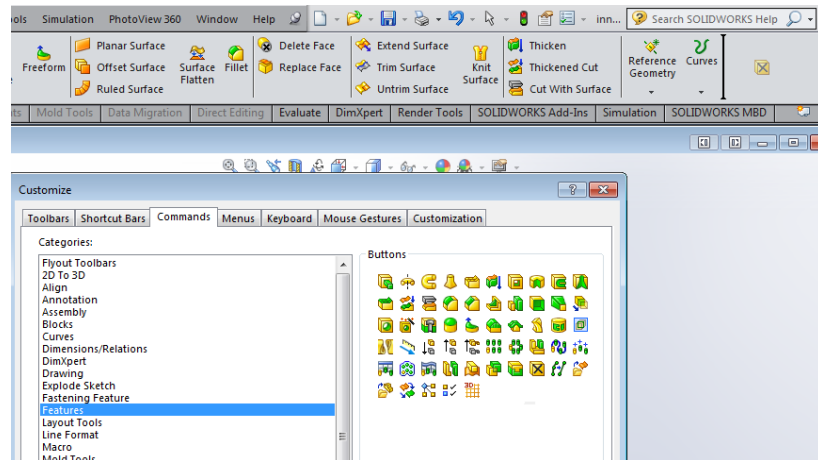 ols Simulation PhotoView 360 Window Help inn... Search SOLIDWORKS Help
Freeform Planar Surface Offset Surface Ruled Surface Surface Flatten Fillet Delete Face Replace Face Extend Surface Trim Surface Untrim Surface Knit Surface Thicken Thickened Cut Cut With Surface Reference Geometry Curves
ts Mold Tools Data Migration Direct Editing Evaluate DimXpert Render Tools SOLIDWORKS Add-Ins Simulation SOLIDWORKS MBD
Customize
Toolbars Shortcut Bars Commands Menus Keyboard Mouse Gestures Customization
Categories:
Buttons
Flyout Toolbars
2D To 3D
Align
Annotation
Assembly
Blocks
Curves
Dimensions/Relations
DimXpert
Drawing
Explode Sketch
Fastening Feature
Features
Layout Tools
Line Format
Macro
Mold Tools